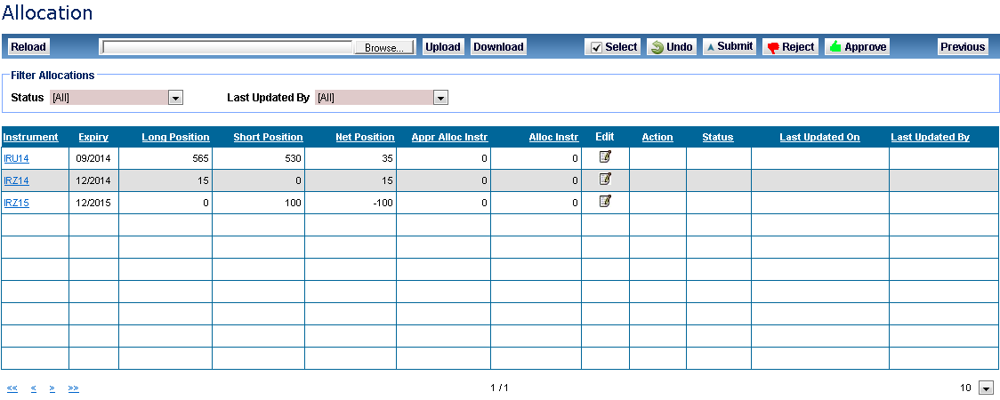 Allocation
Reload Browse... Upload Download Select Undo Submit Reject Approve Previous
Filter Allocations
Status [All] Last Updated By [All]
Instrument Expiry Long Position Short Position Net Position Appr Alloc Instr Alloc Instr Edit Action Status Last Updated On Last Updated By
IRU14 09/2014 565 530 35 0 0
IRZ14 12/2014 15 0 15 0 0
IRZ15 12/2015 0 100 -100 0 0
<< < > >> 1 / 1 10